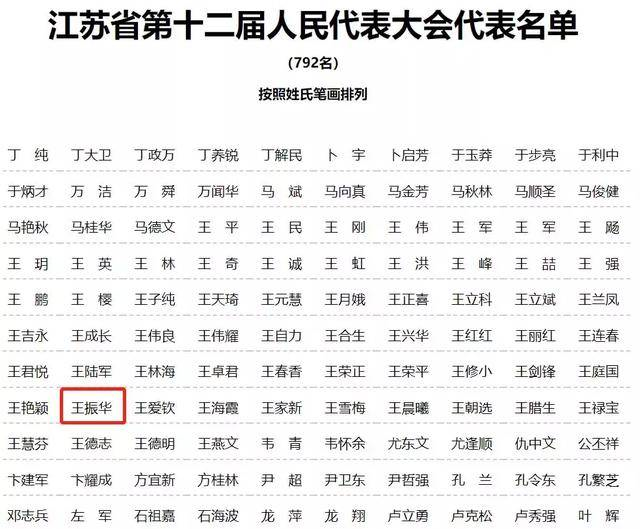 江苏省第十二届人民代表大会代表名单
（792名）
按照姓氏笔画排列
丁　纯 丁大卫 丁政万 丁养锐 丁解民 卜　宇 卜启芳 于玉莽 于步亮 于利中
于炳才 万　洁 万　舜 万闻华 马　斌 马向真 马金芳 马秋林 马顺圣 马俊健
马艳秋 马桂华 马德文 王　平 王　民 王　刚 王　伟 王　军 王　军 王　飏
王　玥 王　英 王　林 王　奇 王　诚 王　虹 王　洪 王　峰 王　喆 王　强
王　鹏 王　樱 王子纯 王天琦 王元慧 王月娥 王正喜 王立科 王立斌 王兰凤
王吉永 王成长 王伟良 王伟耀 王自力 王合生 王兴华 王红红 王丽红 王连春
王君悦 王陆军 王林海 王卓君 王春香 王荣正 王荣平 王修小 王剑锋 王庭国
王艳颖 王振华 王爱钦 王海霞 王家新 王雪梅 王晨曦 王朝选 王腊生 王禄宝
王慧芬 王德志 王德明 王燕文 韦　青 韦怀余 尤东文 尤逢顺 仇中文 公丕祥
卞建军 卞耀成 方宜新 方桂林 尹　超 尹卫东 尹哲强 孔　兰 孔令东 孔繁芝
邓志兵 左　军 石祖嘉 石海波 龙　萍 龙　翔 卢立勇 卢克松 卢秀强 叶　辉